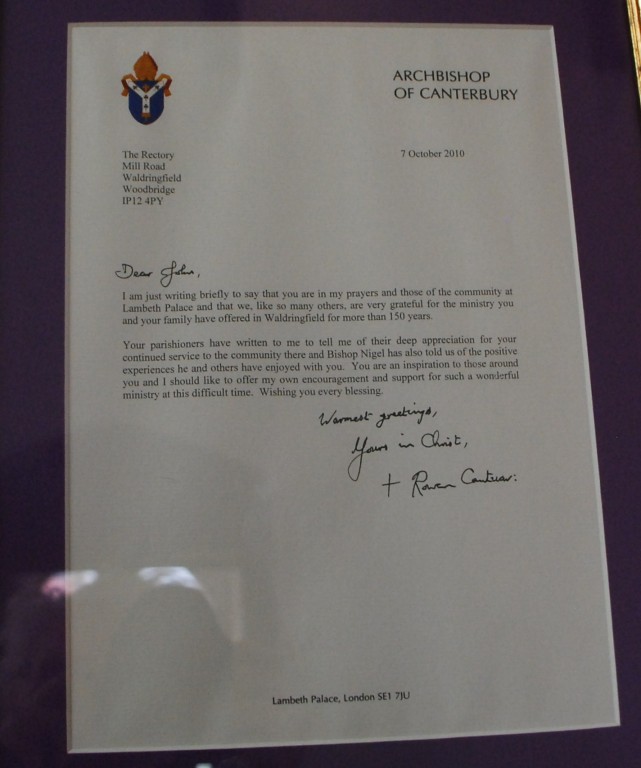 ARCHBISHOP
OF CANTERBURY
The Rectory
Mill Road
Waldringfield
Woodbridge
IP12 4PY
7 October 2010
Dear John,
I am just writing briefly to say that you are in my prayers and those of the community at
Lambeth Palace and that we, like so many others, are very grateful for the ministry you
and your family have offered in Waldringfield for more than 150 years.
Your parishioners have written to me to tell me of their deep appreciation for your
continued service to the community there and Bishop Nigel has also told us of the positive
experiences he and others have enjoyed with you. You are an inspiration to those around
you and I should like to offer my own encouragement and support for such a wonderful
ministry at this difficult time. Wishing you every blessing.
Warmest greetings,
Yours in Christ,
+ Rowan Cantuar:
Lambeth Palace, London SE1 7JU